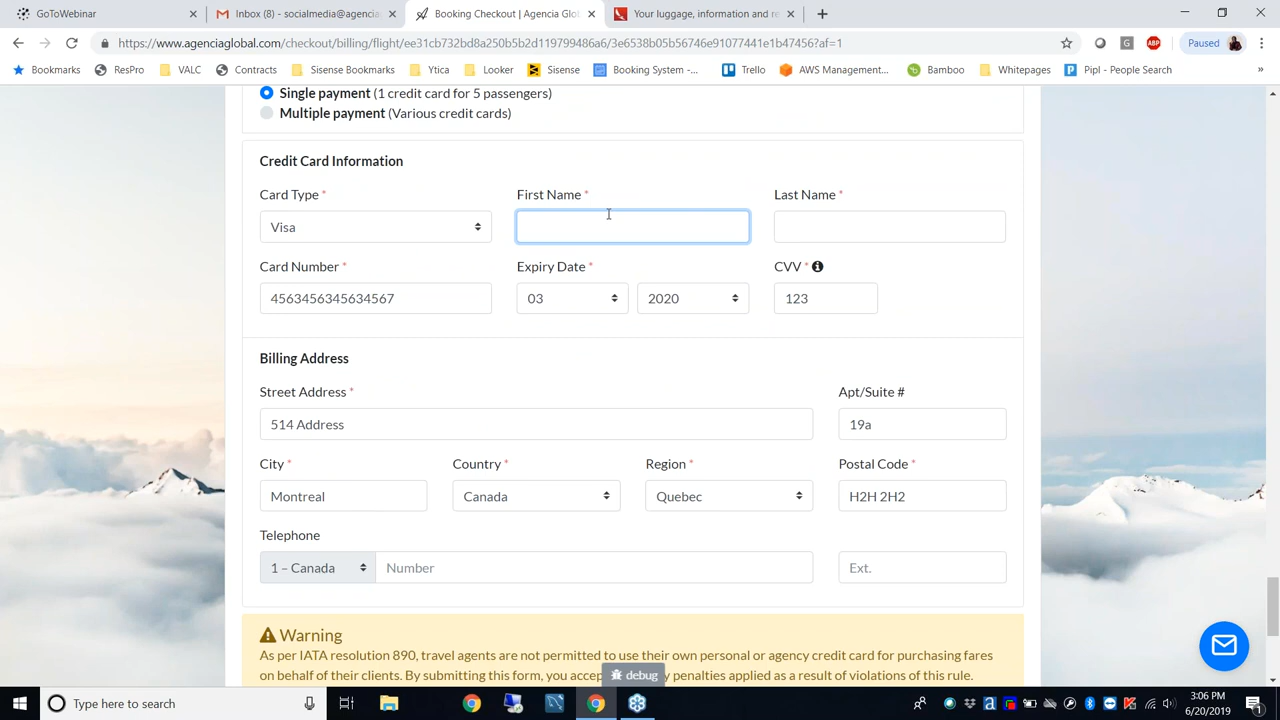 GoToWebinar
Inbox (8) - socialmedia@agencia
Booking Checkout | Agencia Glo
Your luggage, information and re
https://www.agenciaglobal.com/checkout/billing/flight/ee31cb732bd8a250b5b2d119799486a6/3e6538b05b56746e91077441e1b47456?af=1
ABP
Paused
Bookmarks
ResPro
VALC
Contracts
Sisense Bookmarks
Ytica
Looker
Sisense
Booking System -...
Trello
AWS Management...
Bamboo
Whitepages
Pipl - People Search
Single payment (1 credit card for 5 passengers)
Multiple payment (Various credit cards)
Credit Card Information
Card Type * First Name * Last Name *
Visa
Card Number * Expiry Date * CVV *
4563456345634567 03 2020 123
Billing Address
Street Address * Apt/Suite #
514 Address 19a
City * Country * Region * Postal Code *
Montreal Canada Quebec H2H 2H2
Telephone
1 – Canada Number Ext.
Warning
As per IATA resolution 890, travel agents are not permitted to use their own personal or agency credit card for purchasing fares
on behalf of their clients. By submitting this form, you penalties applied as a result of violations of this rule.
debug
Type here to search
3:06 PM
6/20/2019